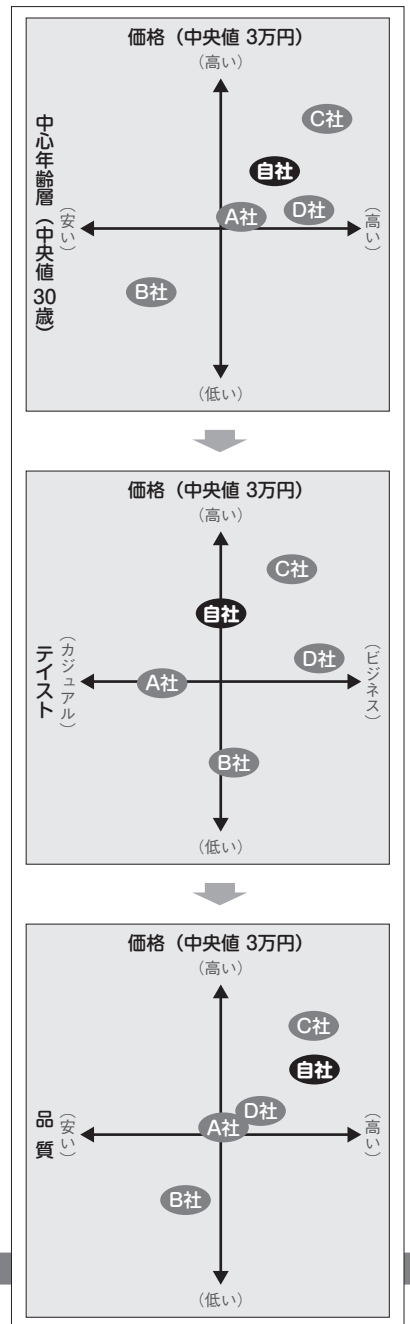 価格（中央値 3万円）
（高い）
C社
自社
A社
D社
中心年齢層（中央値30歳）
（安い）
（高い）
B社
（低い）
価格（中央値 3万円）
（高い）
C社
自社
D社
A社
テイスト
（カジュアル）
（ビジネス）
B社
（低い）
価格（中央値 3万円）
（高い）
C社
自社
D社
A社
品質
（安い）
（高い）
B社
（低い）